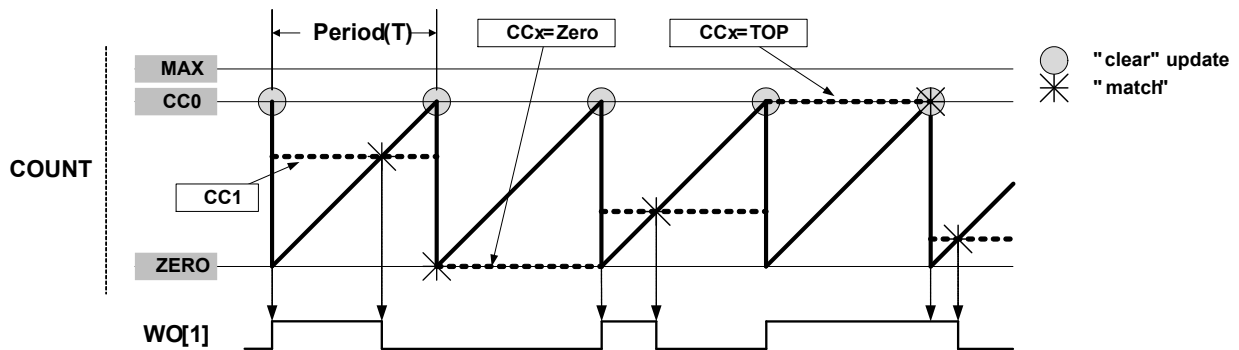 Period(T)
CCx=Zero
CCx=TOP
"clear" update
"match"
MAX
CC0
COUNT
CC1
ZERO
WO[1]